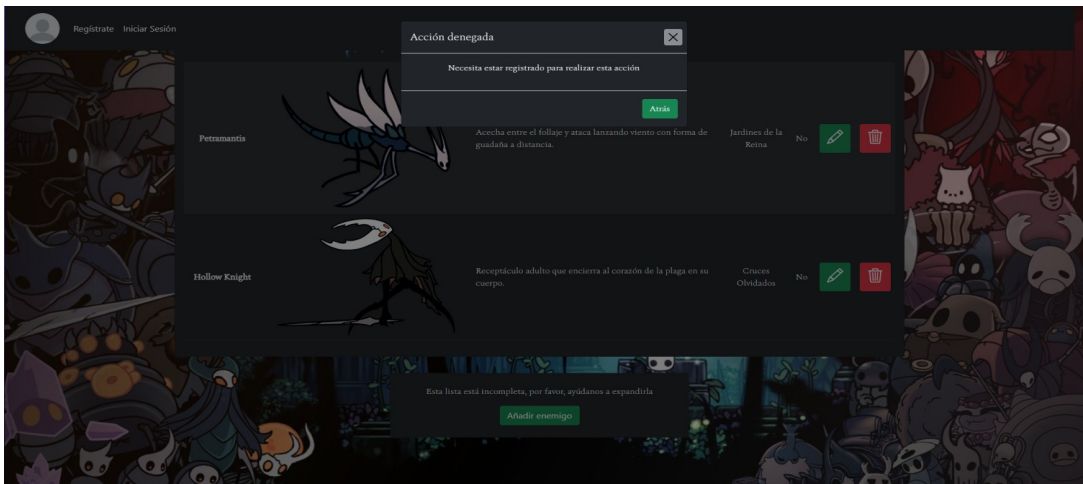 Regístrate Iniciar Sesión
Acción denegada
Necesita estar registrado para realizar esta acción
Atrás
Petramantis
Acecha entre el follaje y ataca lanzando viento con forma de
guadaña a distancia.
Jardines de la
Reina
No
Hollow Knight
Receptáculo adulto que encierra al corazón de la plaga en su
cuerpo.
Cruces
Olvidados
No
Esta lista está incompleta, por favor, ayúdanos a expandirla
Añadir enemigo